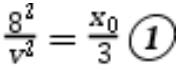 8²/v² = x₀/3 ①